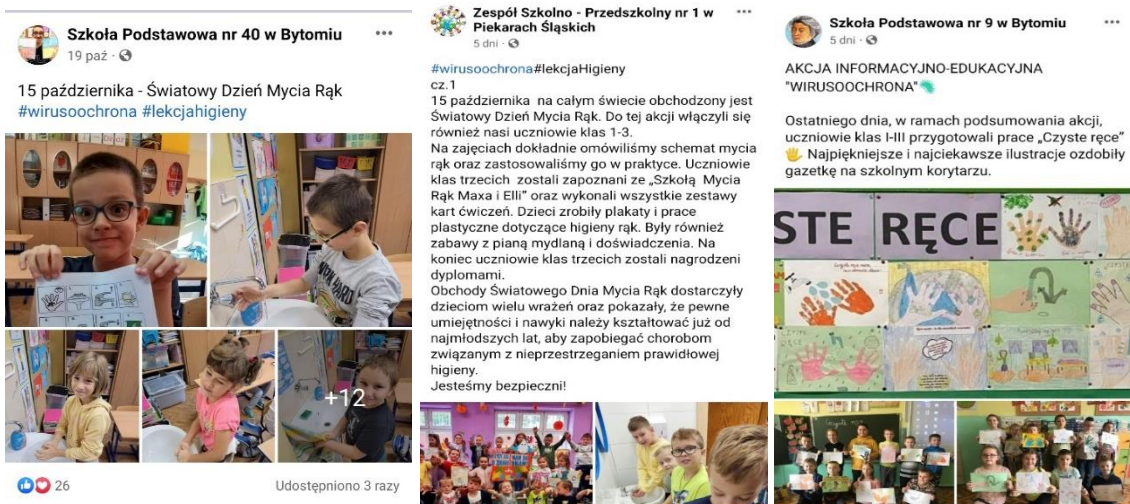 Szkoła Podstawowa nr 40 w Bytomiu
19 paź
15 października - Światowy Dzień Mycia Rąk
#wirusoochrona #lekcjahigieny
+12
26
Udostępniono 3 razy
Zespół Szkolno - Przedszkolny nr 1 w
Piekarach Śląskich
5 dni
#wirusoochrona#lekcjaHigieny
cz.1
15 października na całym świecie obchodzony jest
Światowy Dzień Mycia Rąk. Do tej akcji włączyli się
również nasi uczniowie klas 1-3.
Na zajęciach dokładnie omówiliśmy schemat mycia
rąk oraz zastosowaliśmy go w praktyce. Uczniowie
klas trzecich zostali zapoznani ze „Szkołą Mycia
Rąk Maxa i Elli” oraz wykonali wszystkie zestawy
kart ćwiczeń. Dzieci zrobiły plakaty i prace
plastyczne dotyczące higieny rąk. Były również
zabawy z pianą mydlaną i doświadczenia. Na
koniec uczniowie klas trzecich zostali nagrodzeni
dyplomami.
Obchody Światowego Dnia Mycia Rąk dostarczyły
dzieciom wielu wrażeń oraz pokazały, że pewne
umiejętności i nawyki należy kształtować już od
najmłodszych lat, aby zapobiegać chorobom
związanym z nieprzestrzeganiem prawidłowej
higieny.
Jesteśmy bezpieczni!
Szkoła Podstawowa nr 9 w Bytomiu
5 dni
AKCJA INFORMACYJNO-EDUKACYJNA
"WIRUSOOCHRONA"
Ostatniego dnia, w ramach podsumowania akcji,
uczniowie klas I-III przygotowali prace „Czyste ręce”
Najpiękniejsze i najciekawsze ilustracje ozdobiły
gazetkę na szkolnym korytarzu.
STE RĘCE